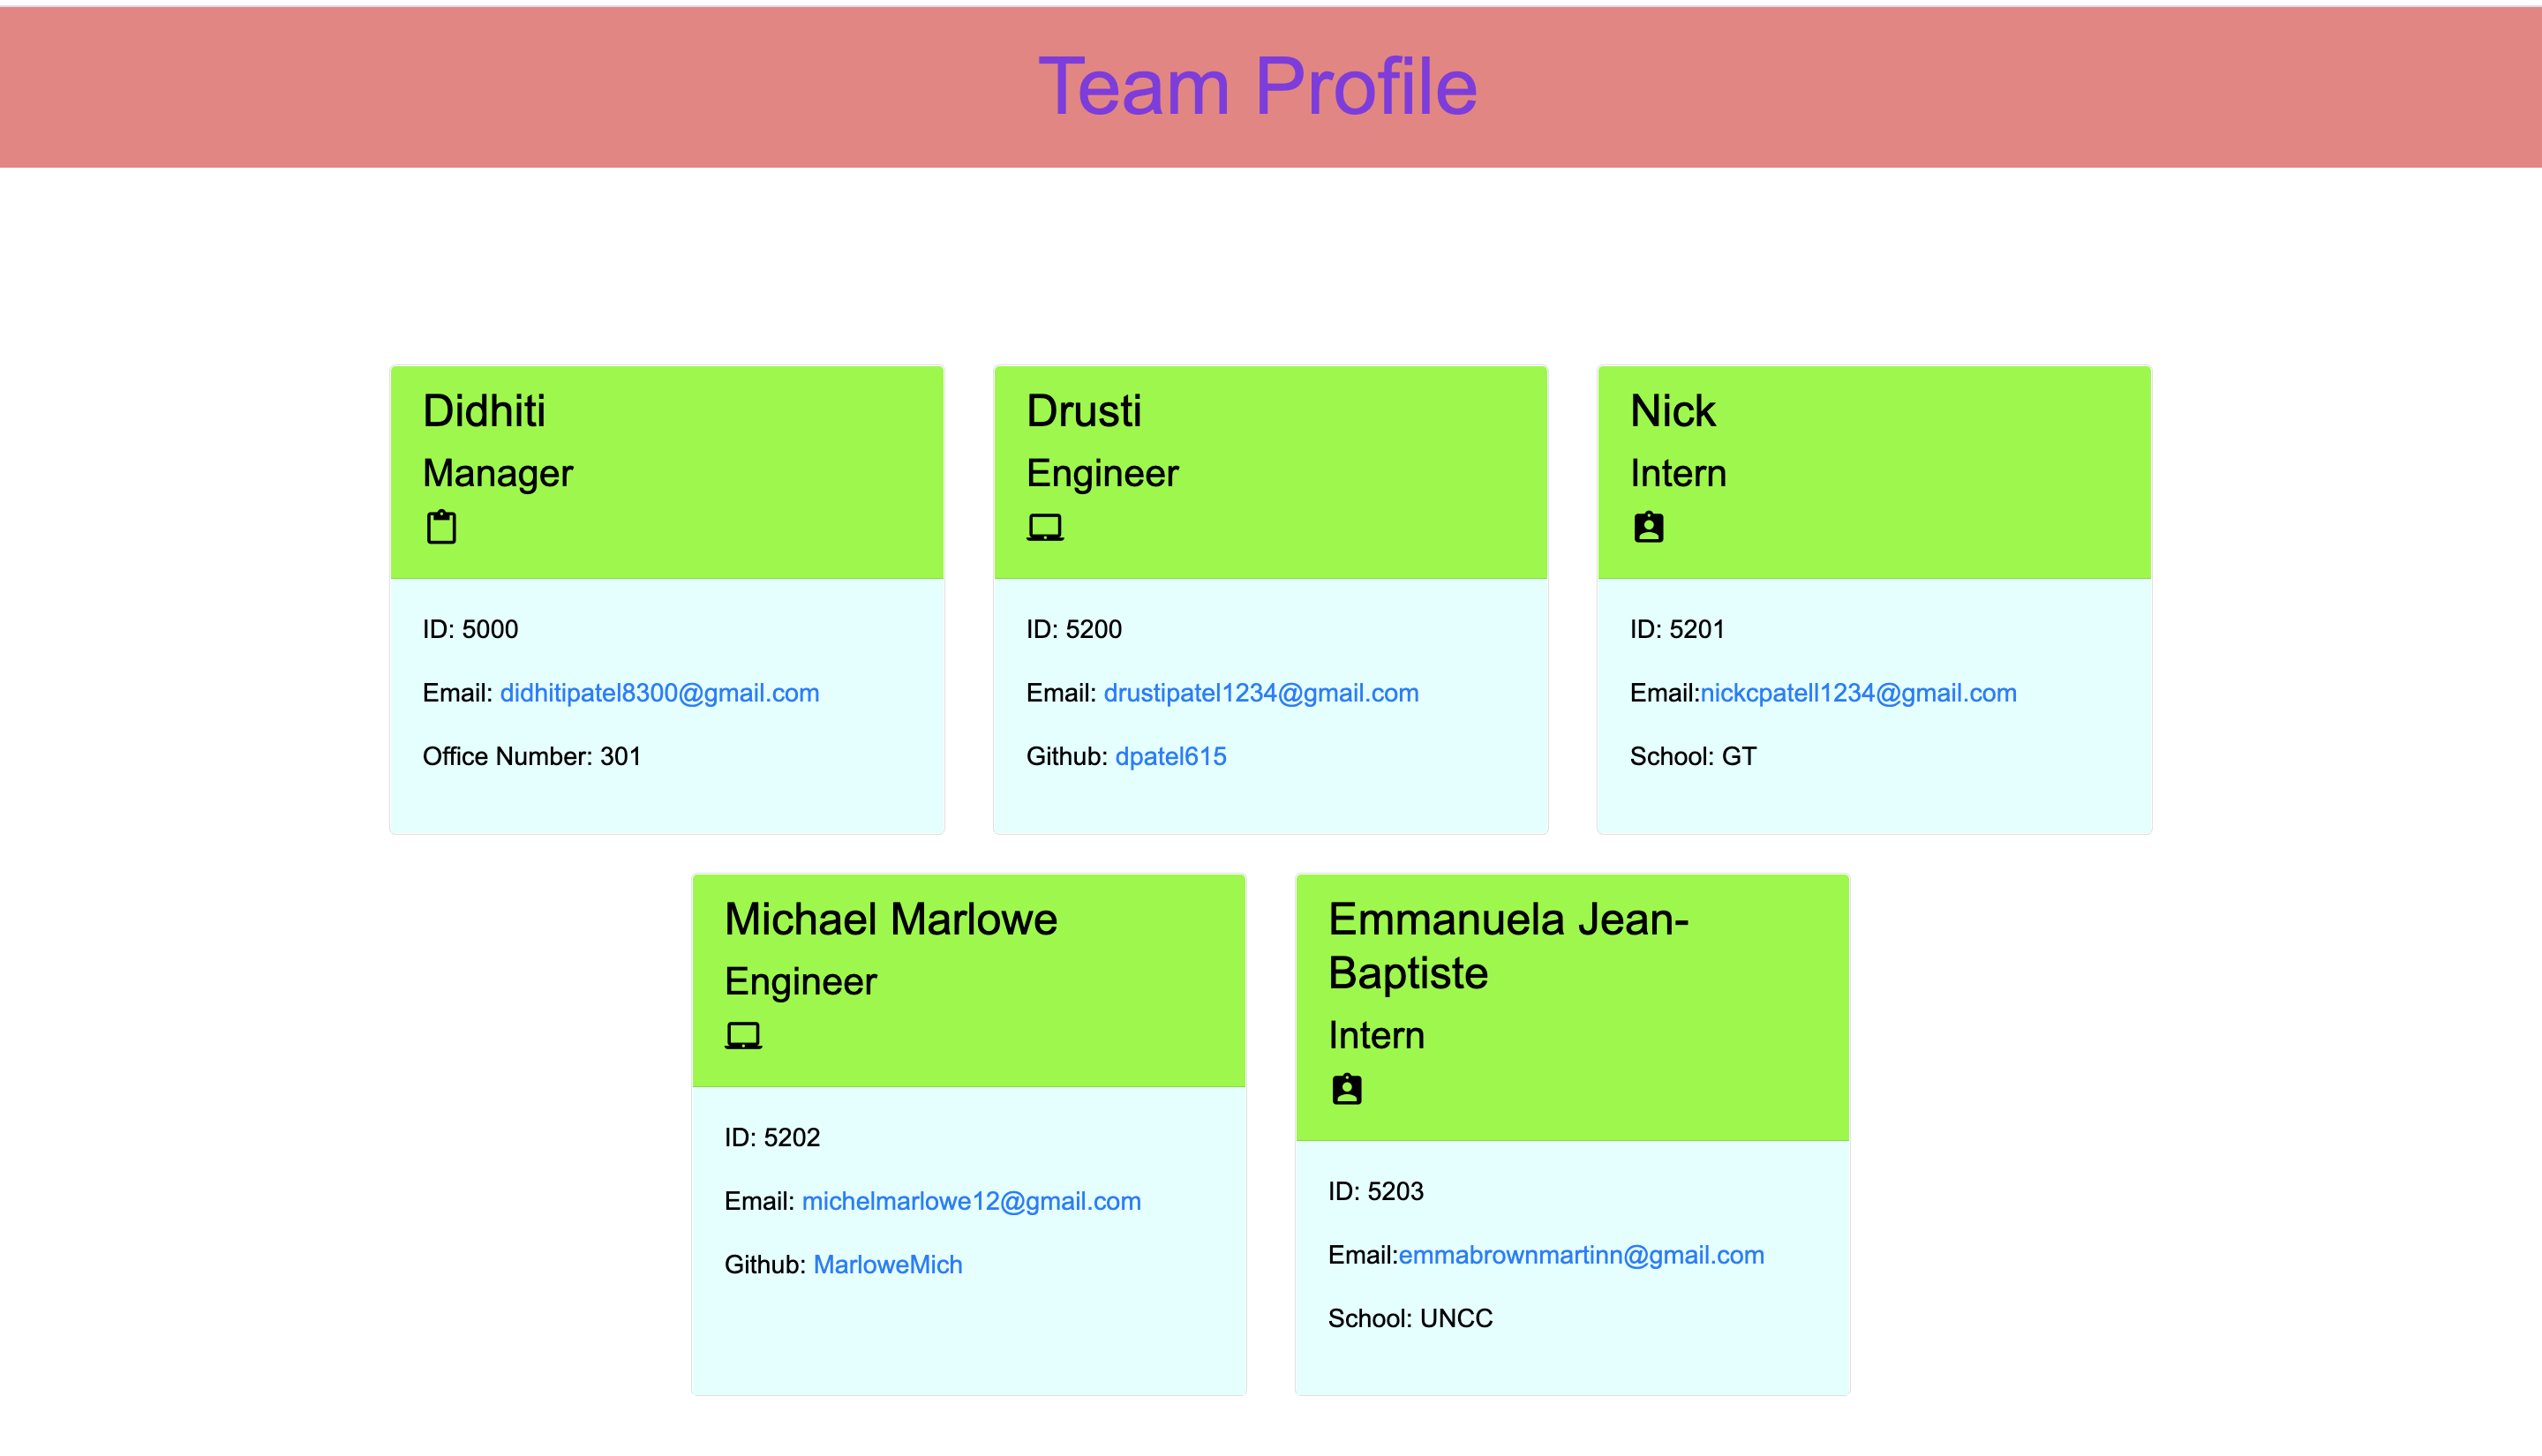 Team Profile
Didhiti
Manager
ID: 5000
Email: didhitipatel8300@gmail.com
Office Number: 301
Drusti
Engineer
ID: 5200
Email: drustipatel1234@gmail.com
Github: dpatel615
Nick
Intern
ID: 5201
Email:nickcpatell1234@gmail.com
School: GT
Michael Marlowe
Engineer
ID: 5202
Email: michelmarlowe12@gmail.com
Github: MarloweMich
Emmanuela Jean-
Baptiste
Intern
ID: 5203
Email:emmabrownmartinn@gmail.com
School: UNCC